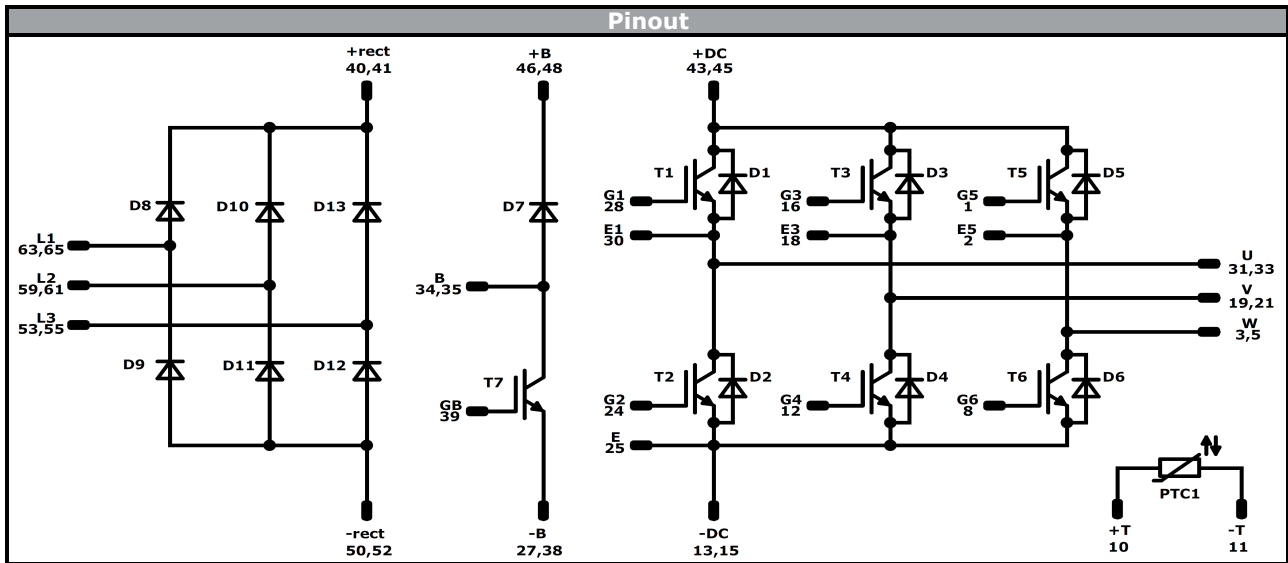 Pinout
+rect
40,41
+B
46,48
+DC
43,45
D8
D10
D13
D7
T1
D1
T3
D3
T5
D5
G1
28
G3
16
G5
1
E1
30
E3
18
E5
2
L1
63,65
L2
59,61
L3
53,55
B
34,35
U
31,33
V
19,21
W
3,5
D9
D11
D12
T7
GB
39
T2
D2
T4
D4
T6
D6
G2
24
G4
12
G6
8
E
25
PTC1
-rect
50,52
-B
27,38
-DC
13,15
+T
10
-T
11